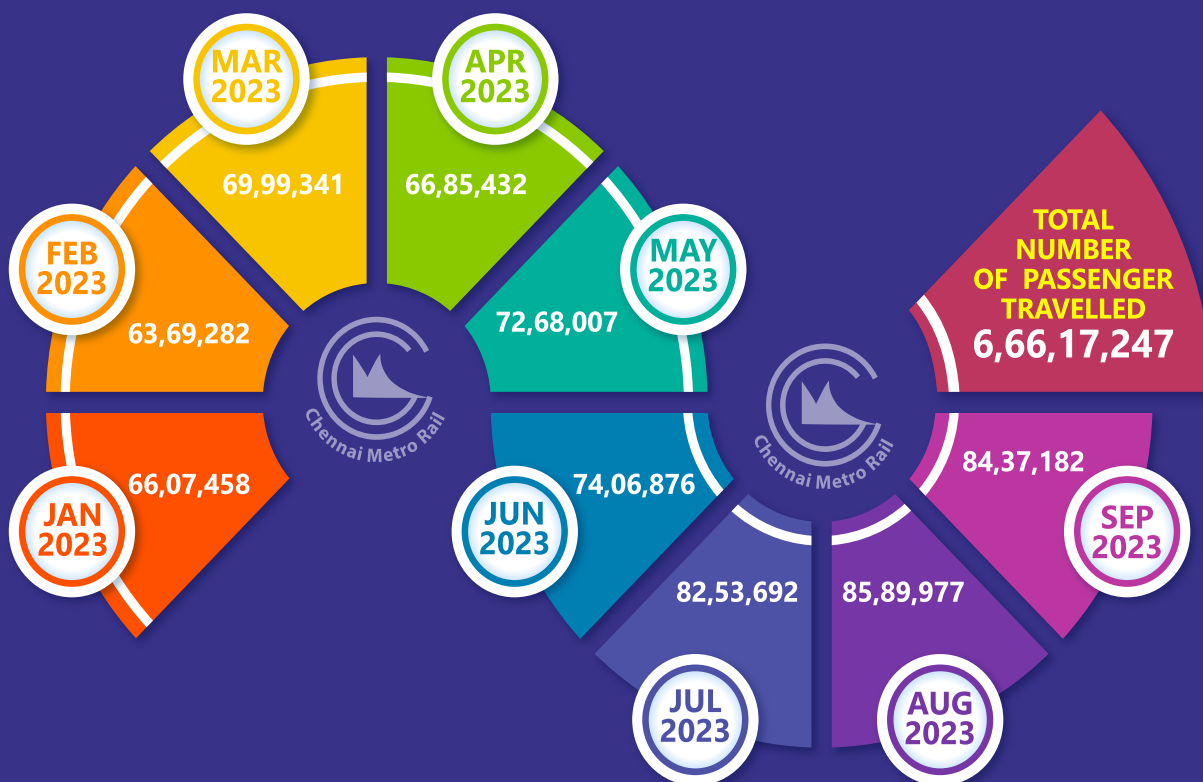 JAN
2023
66,07,458
FEB
2023
63,69,282
MAR
2023
69,99,341
APR
2023
66,85,432
MAY
2023
72,68,007
Chennai Metro Rail
JUN
2023
74,06,876
JUL
2023
82,53,692
AUG
2023
85,89,977
SEP
2023
84,37,182
Chennai Metro Rail
TOTAL
NUMBER
OF PASSENGER
TRAVELLED
6,66,17,247